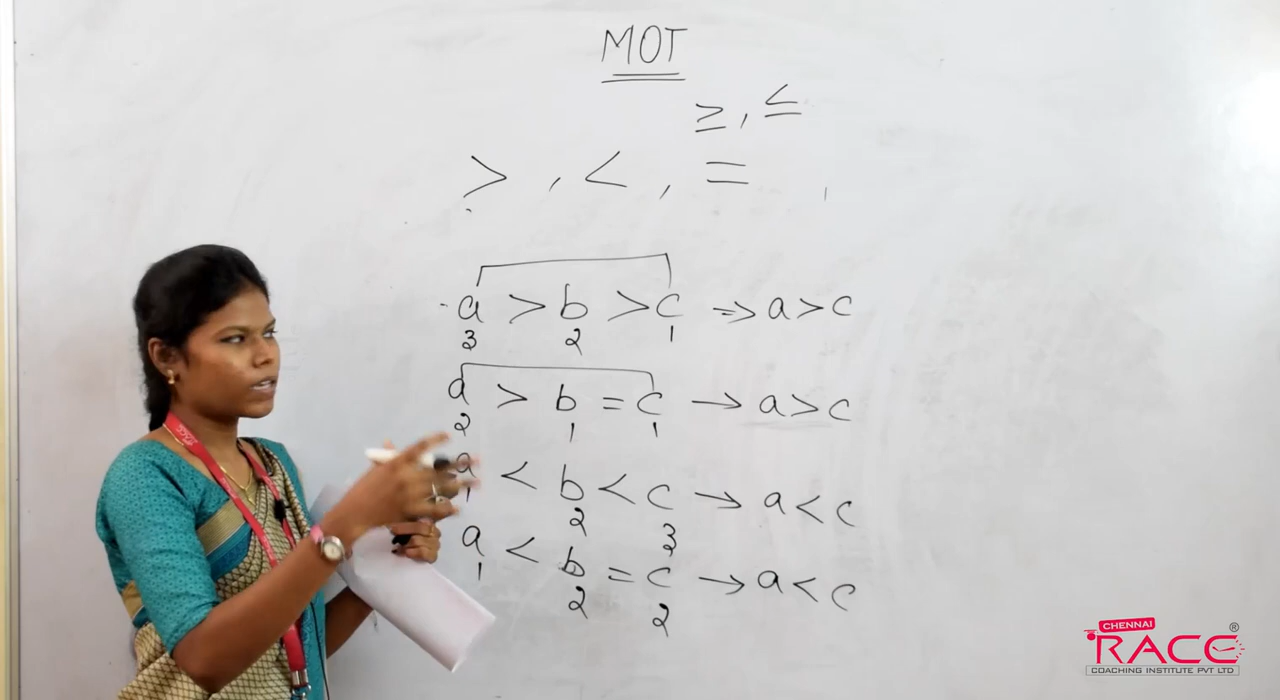 MOT
≥, ≤
>, <, =
a > b > c => a > c
3 2 1
a > b = c → a > c
2 1 1
a < b < c → a < c
1 2 3
a < b = c → a < c
1 2 2
CHENNAI
RACE ®
COACHING INSTITUTE PVT LTD